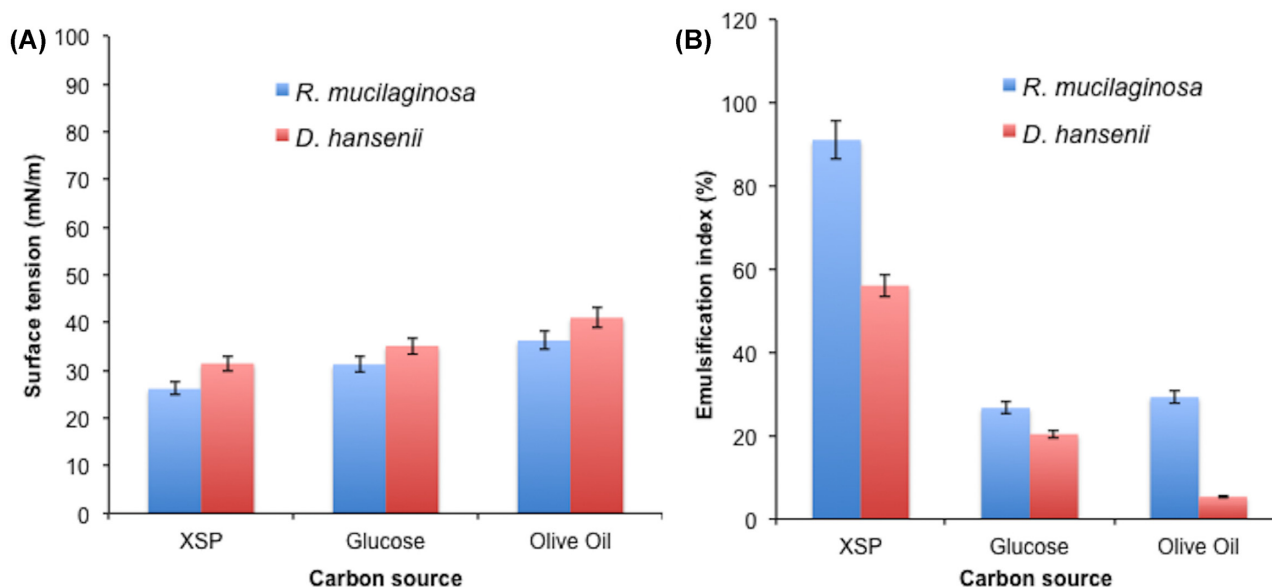 (A)
Surface tension (mN/m)
100
90
80
70
60
50
40
30
20
10
0
R. mucilaginosa
D. hansenii
XSP Glucose Olive Oil
Carbon source
(B)
Emulsification index (%)
120
100
80
60
40
20
0
R. mucilaginosa
D. hansenii
XSP Glucose Olive Oil
Carbon source